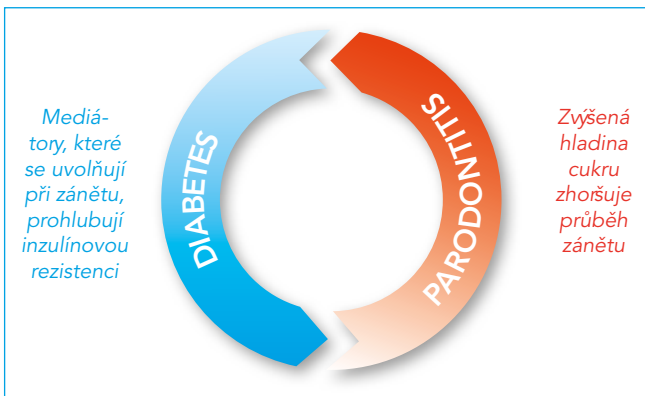 Mediá-
tory, které
se uvolňují
při zánětu,
prohlubují
inzulínovou
rezistenci
DIABETES
PARODONTITIS
Zvýšená
hladina
cukru
zhoršuje
průběh
zánětu